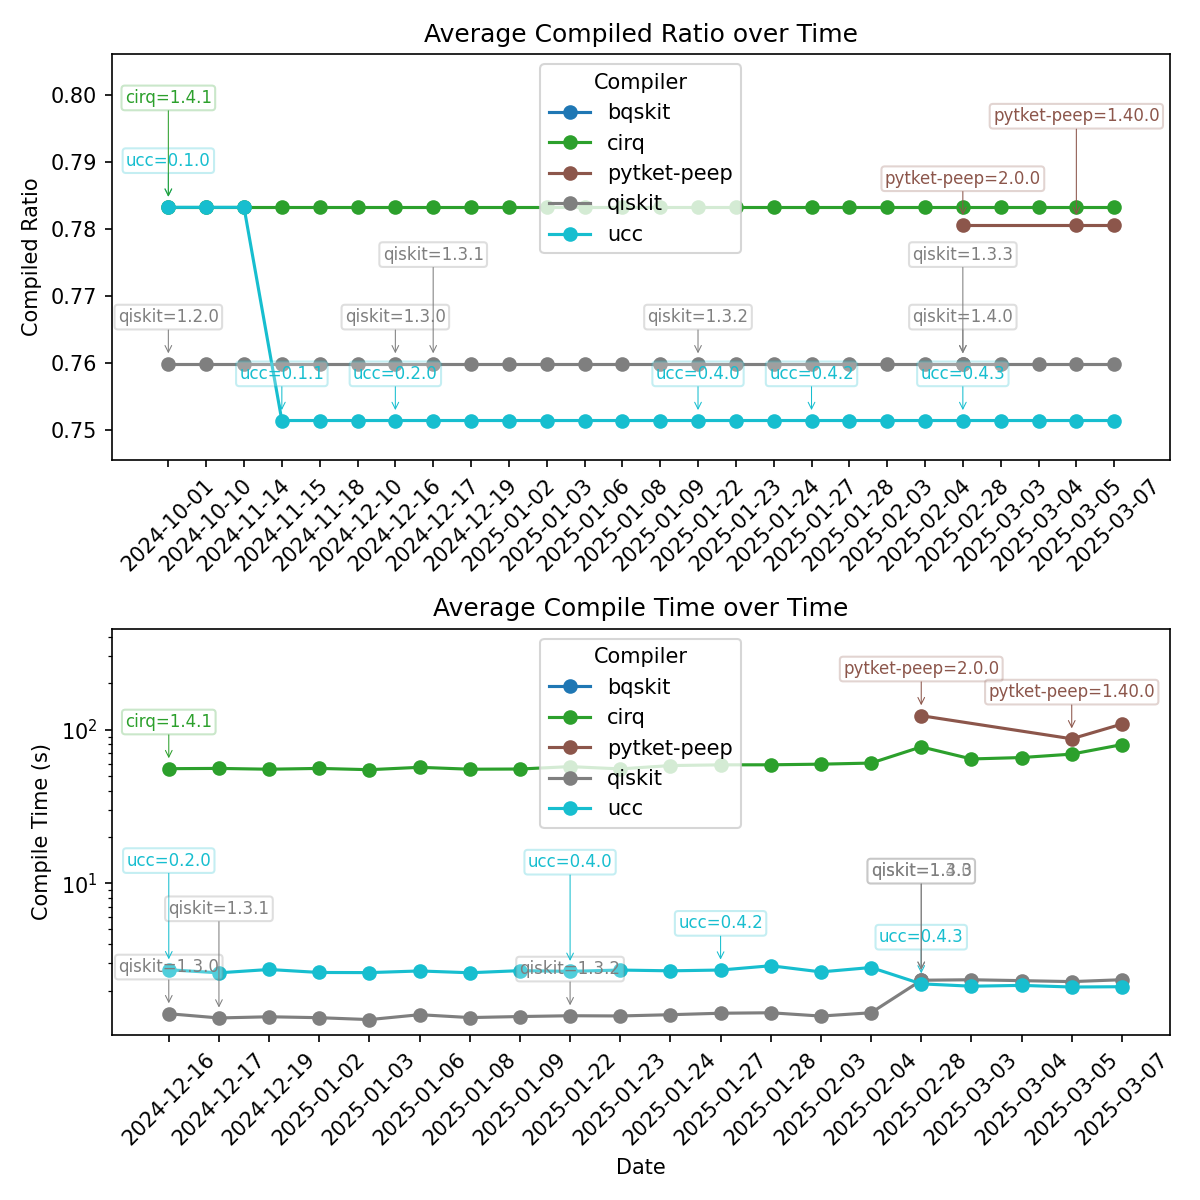 Average Compiled Ratio over Time
Compiled Ratio
0.80
0.79
0.78
0.77
0.76
0.75
cirq=1.4.1
ucc=0.1.0
qiskit=1.2.0
ucc=0.1.1
qiskit=1.3.0
ucc=0.2.0
qiskit=1.3.1
Compiler
bqskit
cirq
pytket-peep
qiskit
ucc
qiskit=1.3.2
ucc=0.4.0
ucc=0.4.2
pytket-peep=2.0.0
pytket-peep=1.40.0
qiskit=1.3.3
qiskit=1.4.0
ucc=0.4.3
2024-10-01
2024-10-10
2024-11-14
2024-11-15
2024-11-18
2024-12-10
2024-12-16
2024-12-17
2024-12-19
2025-01-02
2025-01-03
2025-01-06
2025-01-08
2025-01-09
2025-01-22
2025-01-23
2025-01-24
2025-01-27
2025-01-28
2025-02-03
2025-02-04
2025-02-28
2025-03-03
2025-03-04
2025-03-05
2025-03-07
Average Compile Time over Time
Compile Time (s)
10²
10¹
cirq=1.4.1
ucc=0.2.0
qiskit=1.3.1
qiskit=1.3.0
Compiler
bqskit
cirq
pytket-peep
qiskit
ucc
ucc=0.4.0
qiskit=1.3.2
ucc=0.4.2
pytket-peep=2.0.0
pytket-peep=1.40.0
ucc=0.4.3
2024-12-16
2024-12-17
2024-12-19
2025-01-02
2025-01-03
2025-01-06
2025-01-08
2025-01-09
2025-01-22
2025-01-23
2025-01-24
2025-01-27
2025-01-28
2025-02-03
2025-02-04
2025-02-28
2025-03-03
2025-03-04
2025-03-05
2025-03-07
Date